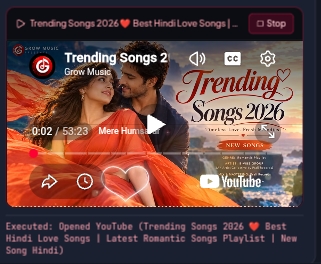 Trending Songs 2026❤️ Best Hindi Love Songs | ...
Stop
GROW MUSIC
Trending Songs 2
Grow Music
CC
Trending
Songs 2026
NEW SONGS
0:02 / 53:23
Mere Humsa
YouTube
Executed: Opened YouTube (Trending Songs 2026 ❤️ Best
Hindi Love Songs | Latest Romantic Songs Playlist | New
Song Hindi)